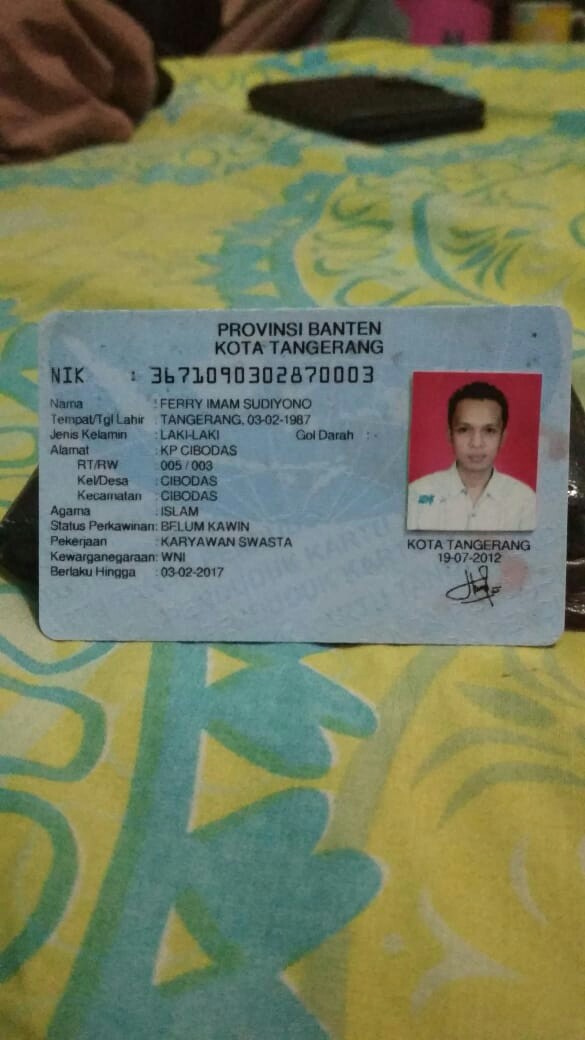 PROVINSI BANTEN
KOTA TANGERANG
NIK : 3671090302870003
Nama : FERRY IMAM SUDIYONO
Tempat/Tgl Lahir : TANGERANG, 03-02-1987
Jenis Kelamin : LAKI-LAKI Gol Darah : -
Alamat : KP CIBODAS
RT/RW : 005 / 003
Kel/Desa : CIBODAS
Kecamatan : CIBODAS
Agama : ISLAM
Status Perkawinan: BELUM KAWIN
Pekerjaan : KARYAWAN SWASTA
Kewarganegaraan: WNI
Berlaku Hingga : 03-02-2017
KOTA TANGERANG
19-07-2012